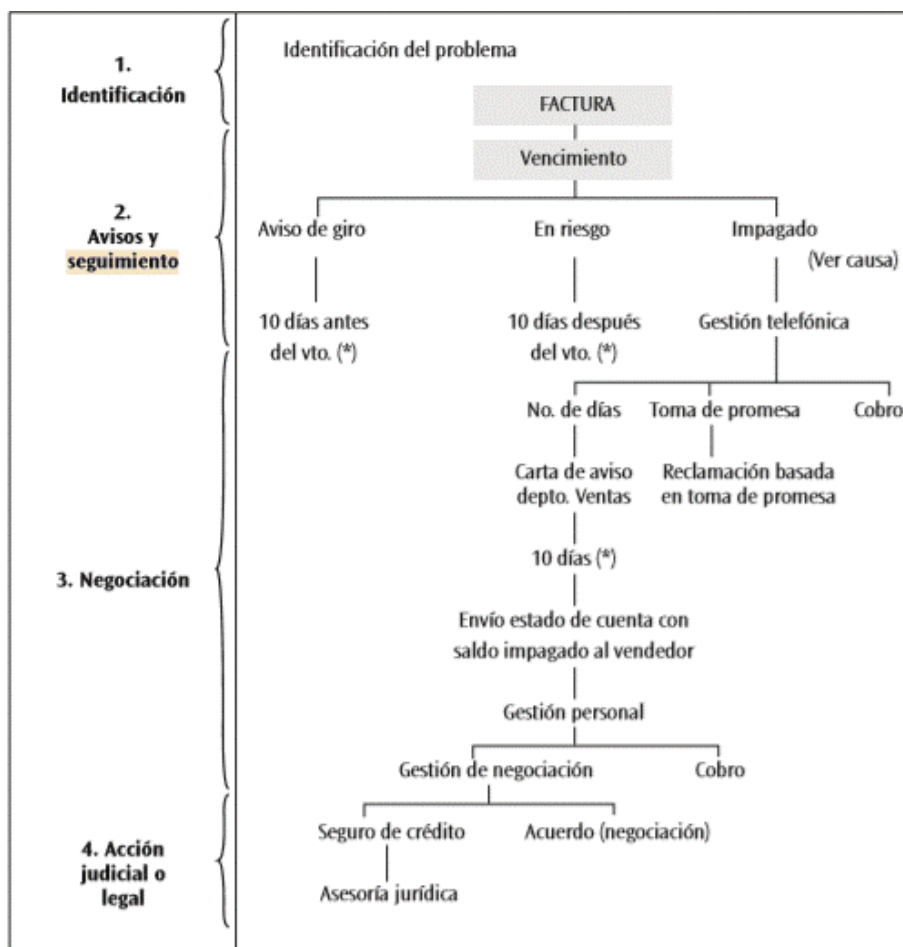 1.
Identificación
Identificación del problema
FACTURA
Vencimiento
2.
Avisos y
seguimiento
Aviso de giro
En riesgo
Impagado
(Ver causa)
10 días antes
del vto. (*)
10 días después
del vto. (*)
Gestión telefónica
No. de días
Toma de promesa
Cobro
Carta de aviso
depto. Ventas
Reclamación basada
en toma de promesa
3. Negociación
10 días (*)
Envío estado de cuenta con
saldo impagado al vendedor
Gestión personal
Gestión de negociación
Cobro
4. Acción
judicial o
legal
Seguro de crédito
Acuerdo (negociación)
Asesoría jurídica